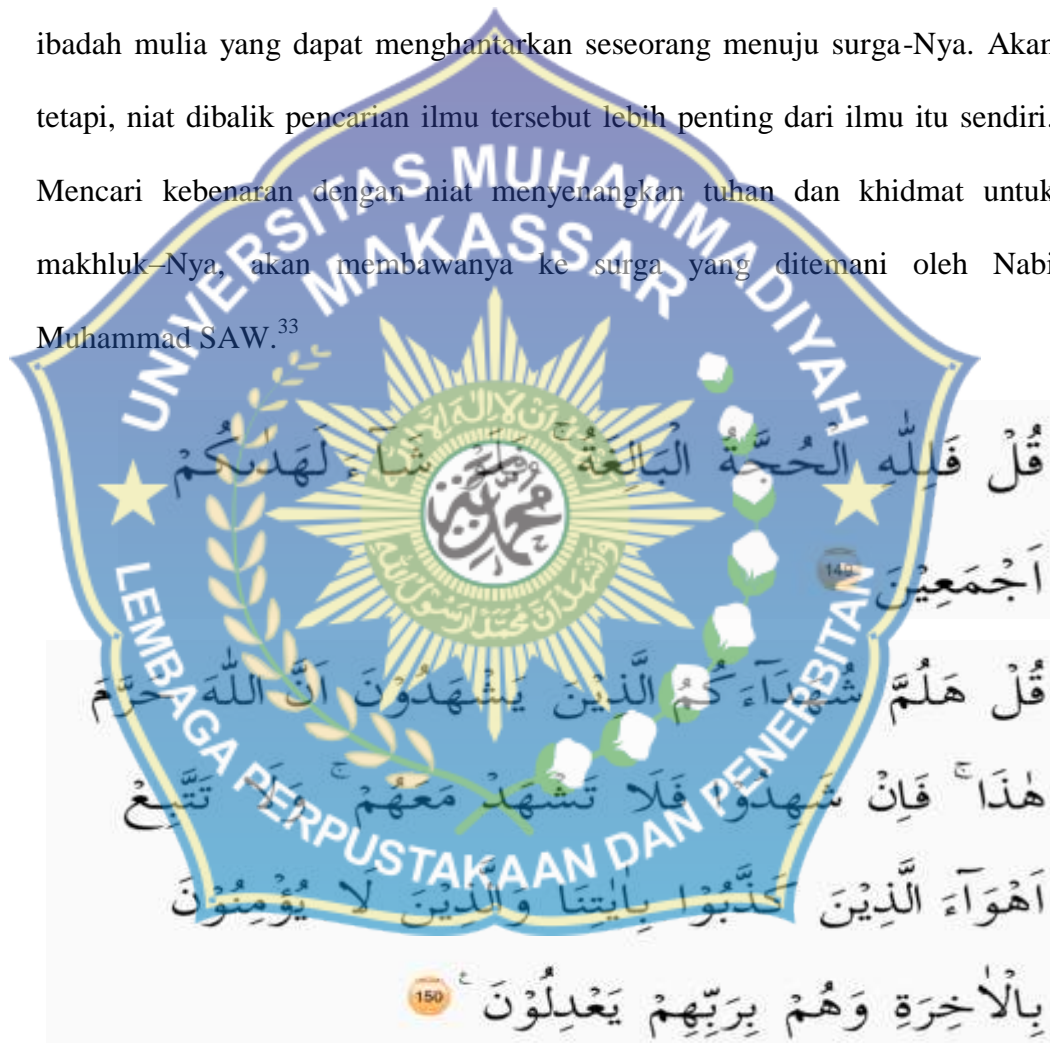 ibadah mulia yang dapat menghantarkan seseorang menuju surga-Nya. Akan
tetapi, niat dibalik pencarian ilmu tersebut lebih penting dari ilmu itu sendiri.
Mencari kebenaran dengan niat menyenangkan tuhan dan khidmat untuk
makhluk–Nya, akan membawanya ke surga yang ditemani oleh Nabi
Muhammad SAW.33
UNIVERSITAS MUHAMMADIYAH
MAKASSAR
قُلْ فَلِلّٰهِ الْحُجَّةُ الْبَالِغَةُ ۚ فَلَوْ شَآءَ لَهَدٰىكُمْ
اَجْمَعِيْنَ 149
قُلْ هَلُمَّ شُهَدَآءَكُمُ الَّذِيْنَ يَشْهَدُوْنَ اَنَّ اللّٰهَ حَرَّمَ
هٰذَا ۚ فَاِنْ شَهِدُوْا فَلَا تَشْهَدْ مَعَهُمْ ۚ وَلَا تَتَّبِعْ
اَهْوَآءَ الَّذِيْنَ كَذَّبُوْا بِاٰيٰتِنَا وَالَّذِيْنَ لَا يُؤْمِنُوْنَ
بِالْاٰخِرَةِ وَهُمْ بِرَبِّهِمْ يَعْدِلُوْنَ ࣖ 150
LEMBAGA PERPUSTAKAAN DAN PENERBITAN